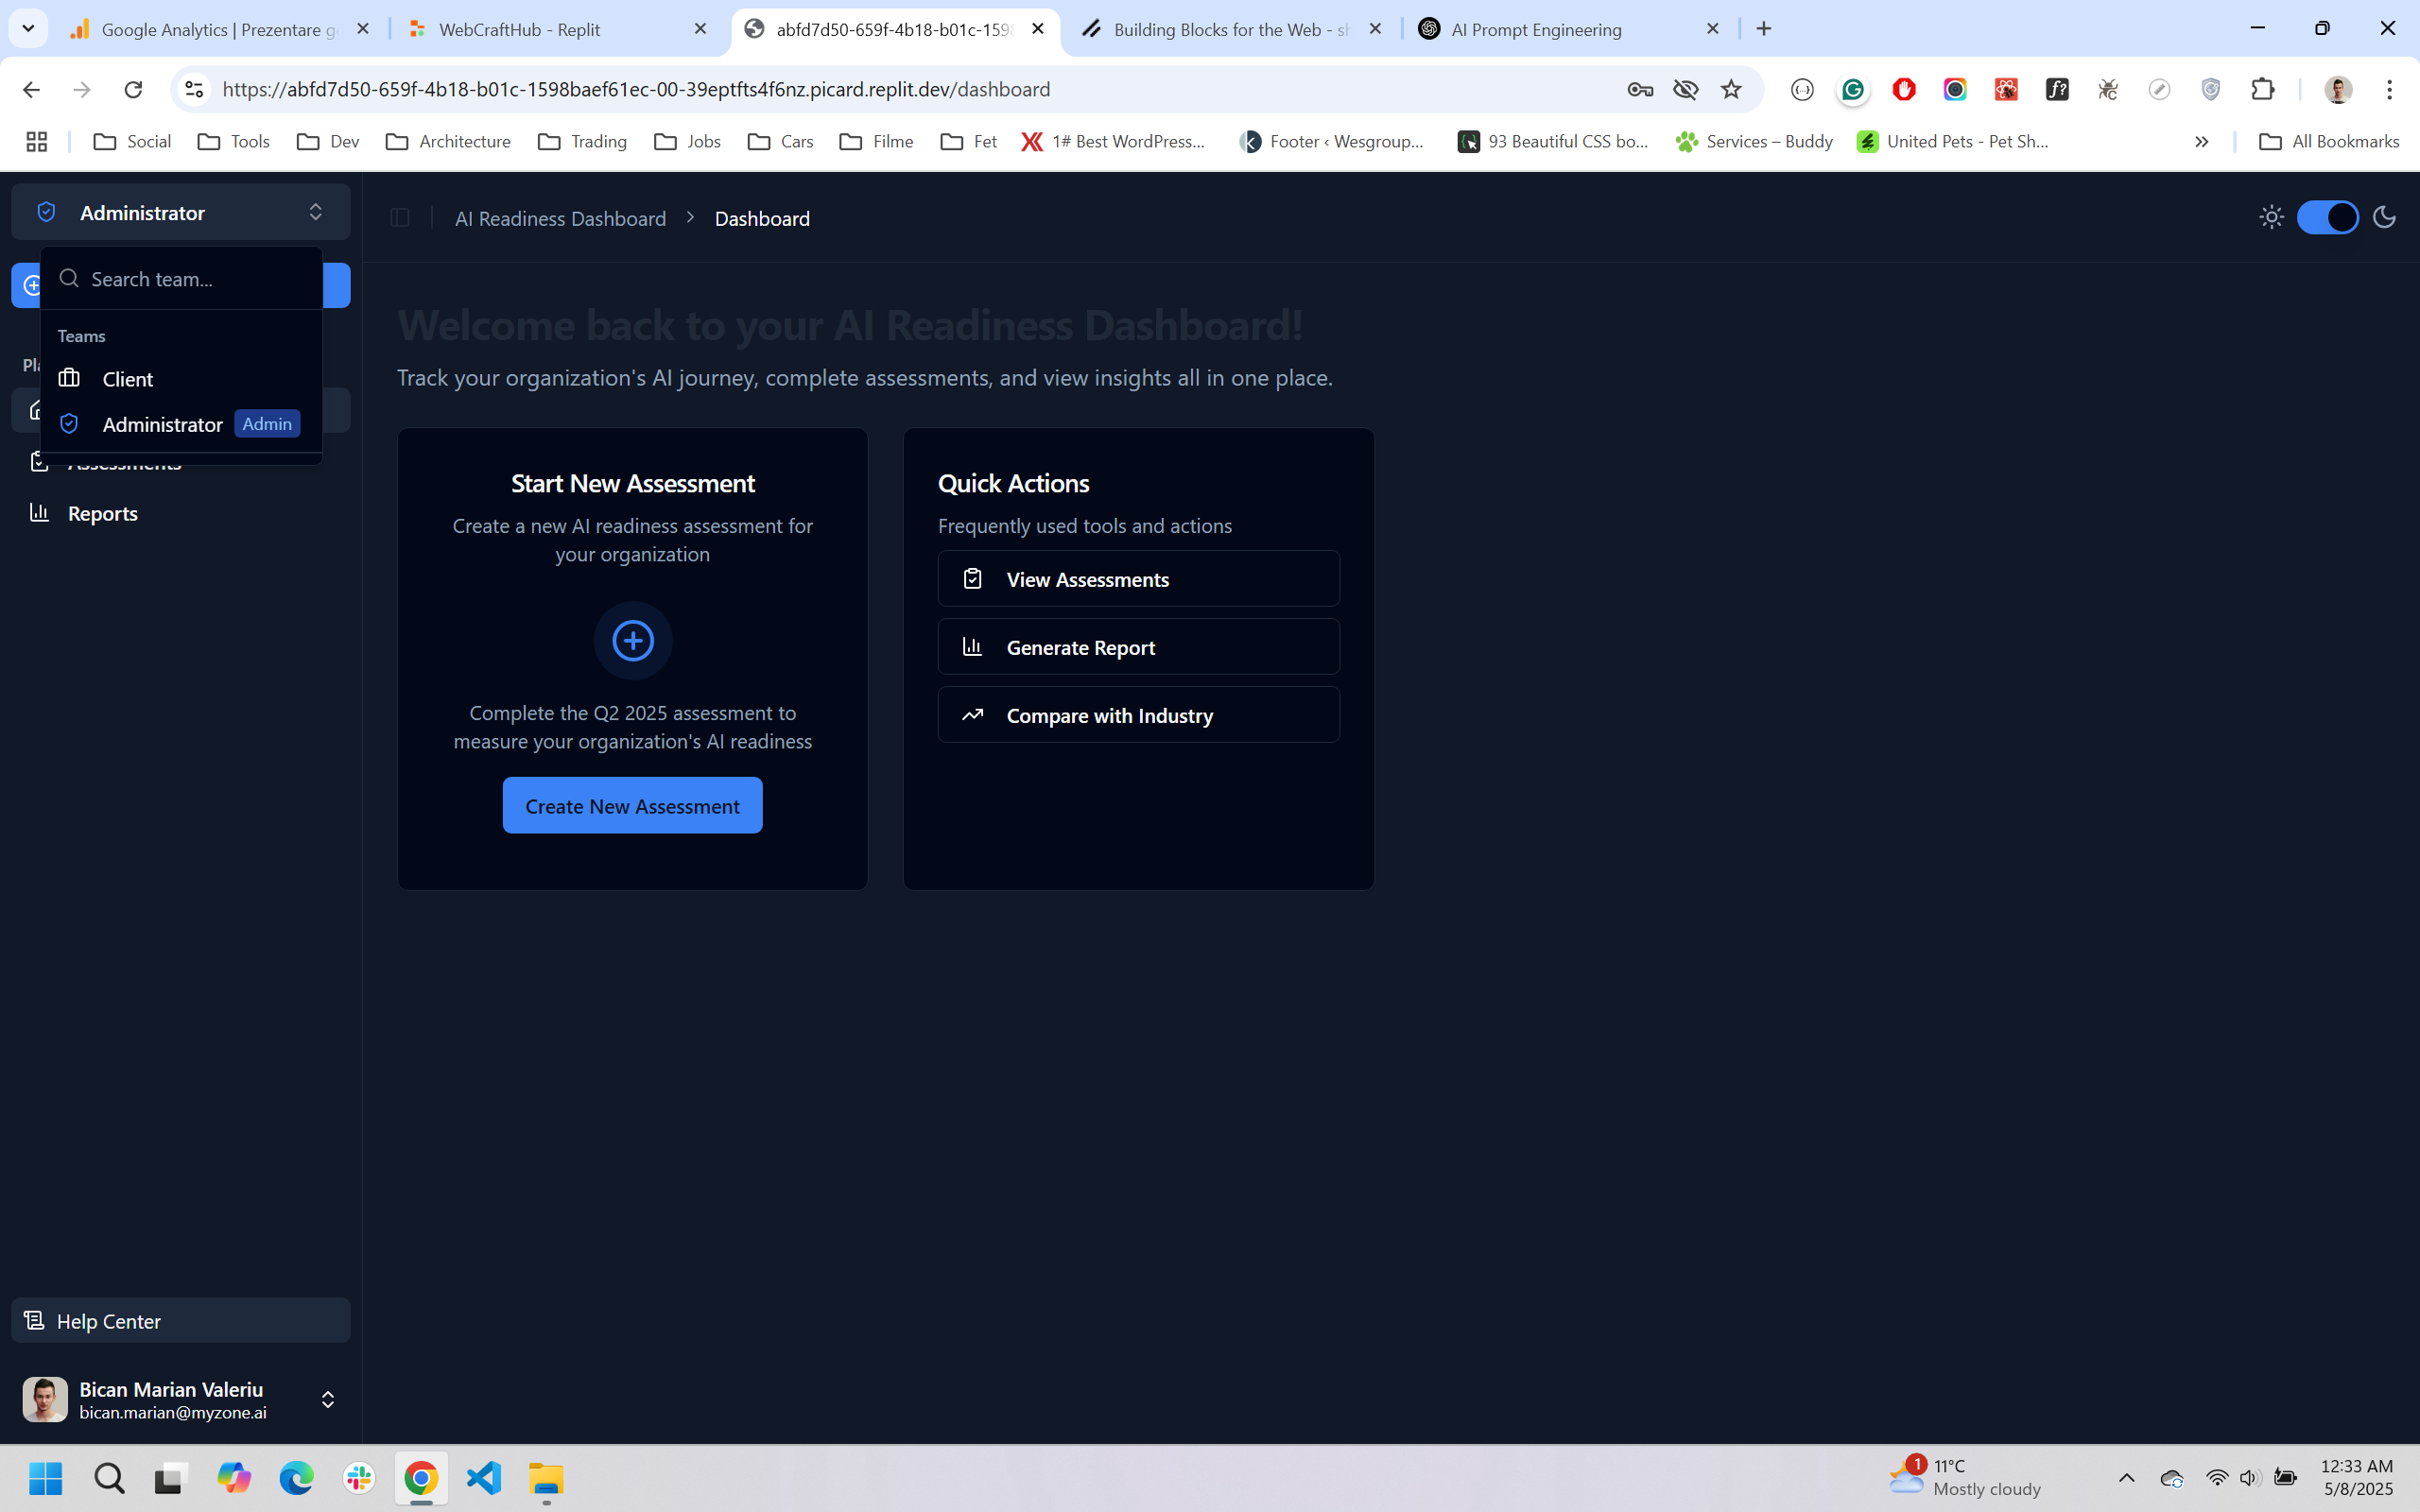 Google Analytics | Prezentare g
WebCraftHub - Replit
abfd7d50-659f-4b18-b01c-159
Building Blocks for the Web - s
AI Prompt Engineering
https://abfd7d50-659f-4b18-b01c-1598baef61ec-00-39eptfts4f6nz.picard.replit.dev/dashboard
Social
Tools
Dev
Architecture
Trading
Jobs
Cars
Filme
Fet
1# Best WordPress...
Footer ‹ Wesgroup...
93 Beautiful CSS bo...
Services – Buddy
United Pets - Pet Sh...
All Bookmarks
Administrator
AI Readiness Dashboard
Dashboard
Search team...
Teams
Client
Administrator
Admin
Assessments
Reports
Welcome back to your AI Readiness Dashboard!
Track your organization's AI journey, complete assessments, and view insights all in one place.
Start New Assessment
Create a new AI readiness assessment for
your organization
Complete the Q2 2025 assessment to
measure your organization's AI readiness
Create New Assessment
Quick Actions
Frequently used tools and actions
View Assessments
Generate Report
Compare with Industry
Help Center
Bican Marian Valeriu
bican.marian@myzone.ai
1
11°C
Mostly cloudy
12:33 AM
5/8/2025